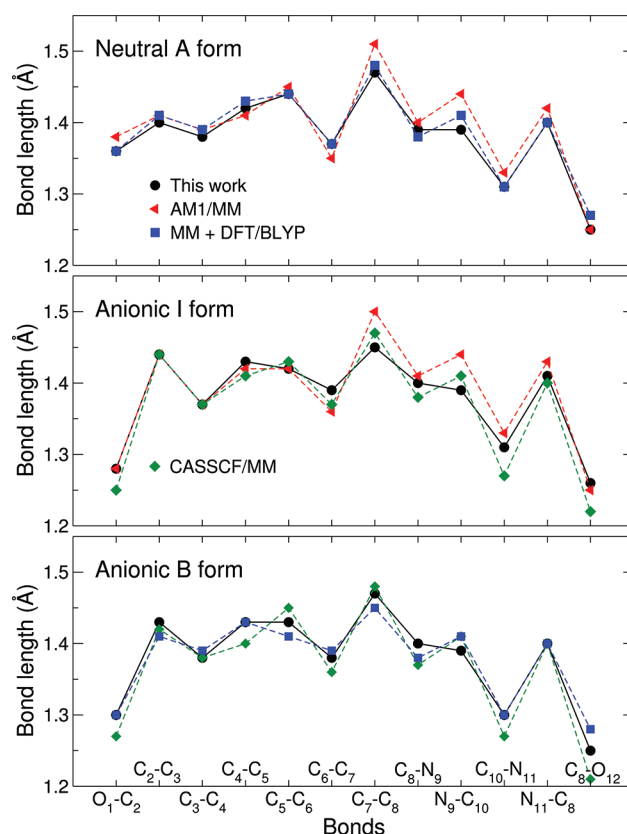 Neutral A form
Bond length (Å)
1.5
1.4
1.3
1.2
This work
AM1/MM
MM + DFT/BLYP
Anionic I form
Bond length (Å)
1.5
1.4
1.3
1.2
CASSCF/MM
Anionic B form
Bond length (Å)
1.5
1.4
1.3
1.2
C₂-C₃ C₄-C₅ C₆-C₇ C₈-N₉ C₁₀-N₁₁ C₈-O₁₂
O₁-C₂ C₃-C₄ C₅-C₆ C₇-C₈ N₉-C₁₀ N₁₁-C₈
Bonds